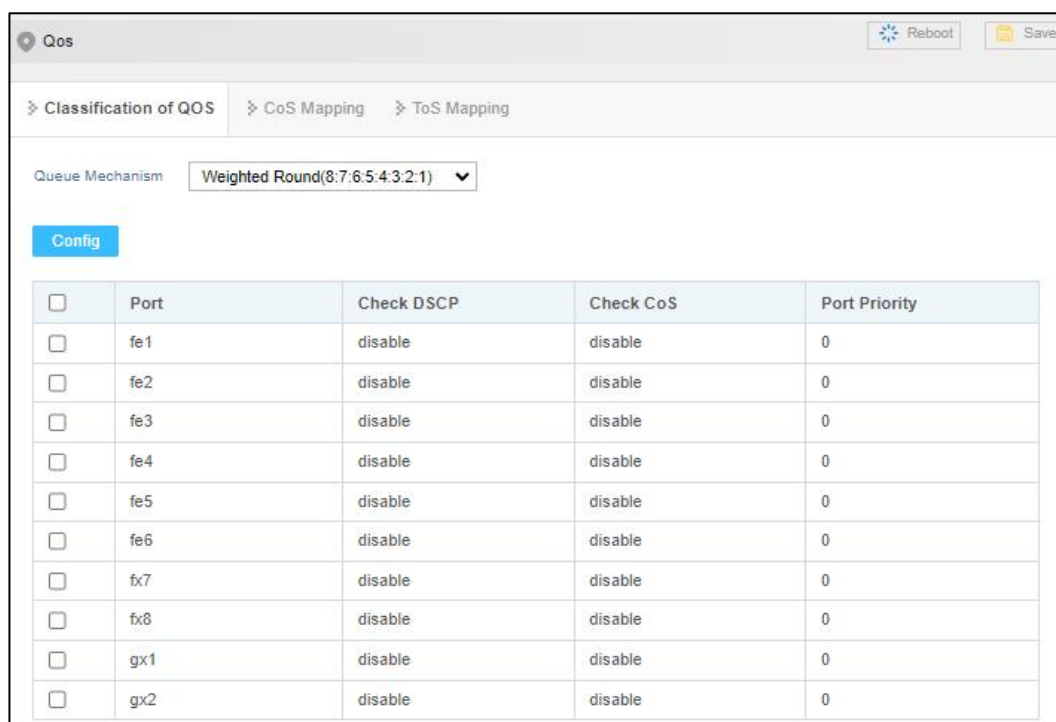 Qos Reboot Save
Classification of QOS CoS Mapping ToS Mapping
Queue Mechanism Weighted Round(8:7:6:5:4:3:2:1)
Config
Port Check DSCP Check CoS Port Priority
fe1 disable disable 0
fe2 disable disable 0
fe3 disable disable 0
fe4 disable disable 0
fe5 disable disable 0
fe6 disable disable 0
fx7 disable disable 0
fx8 disable disable 0
gx1 disable disable 0
gx2 disable disable 0